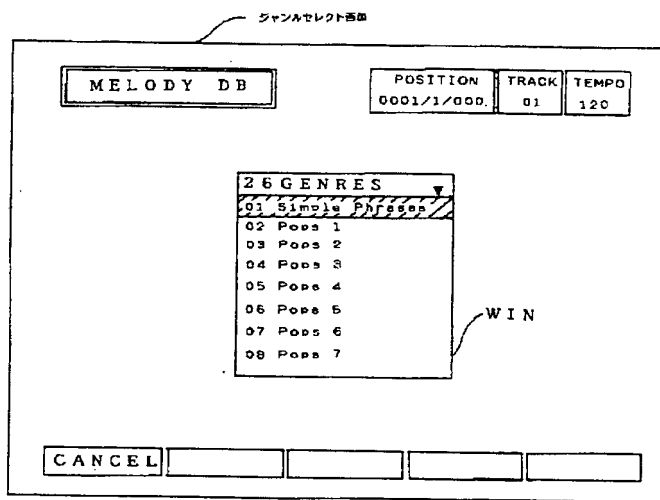 ジャンルセレクト画面
MELODY DB
POSITION TRACK TEMPO
0001/1/000. 01 120
26GENRES ▼
01 Simple Phrases
02 Pops 1
03 Pops 2
04 Pops 3
05 Pops 4
06 Pops 5
07 Pops 6
08 Pops 7
WIN
CANCEL